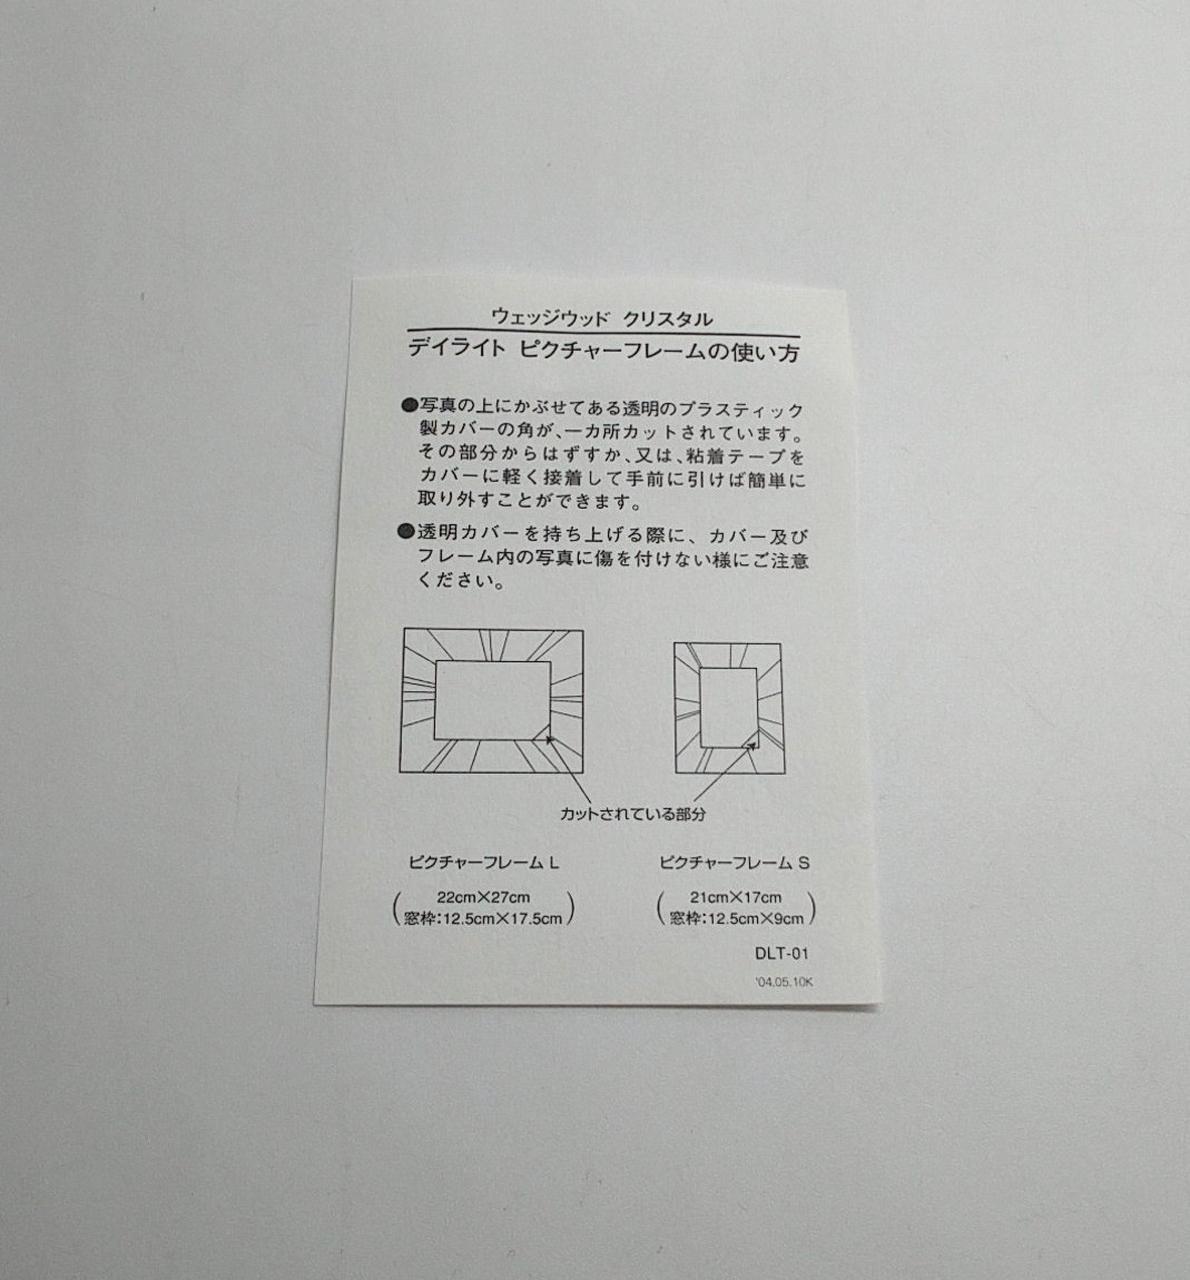 ウェッジウッド クリスタル
デイライト ピクチャーフレームの使い方
●写真の上にかぶせてある透明のプラスティック
製カバーの角が、一カ所カットされています。
その部分からはずすか、又は、粘着テープを
カバーに軽く接着して手前に引けば簡単に
取り外すことができます。
●透明カバーを持ち上げる際に、カバー及び
フレーム内の写真に傷を付けない様にご注意
ください。
カットされている部分
ピクチャーフレーム L
(22cm×27cm
窓枠:12.5cm×17.5cm)
ピクチャーフレーム S
(21cm×17cm
窓枠:12.5cm×9cm)
DLT-01
'04.05.10K